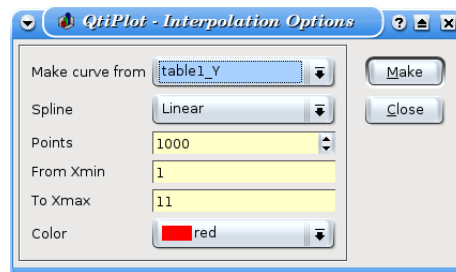 QtiPlot - Interpolation Options
Make curve from table1_Y Make
Spline Linear Close
Points 1000
From Xmin 1
To Xmax 11
Color red